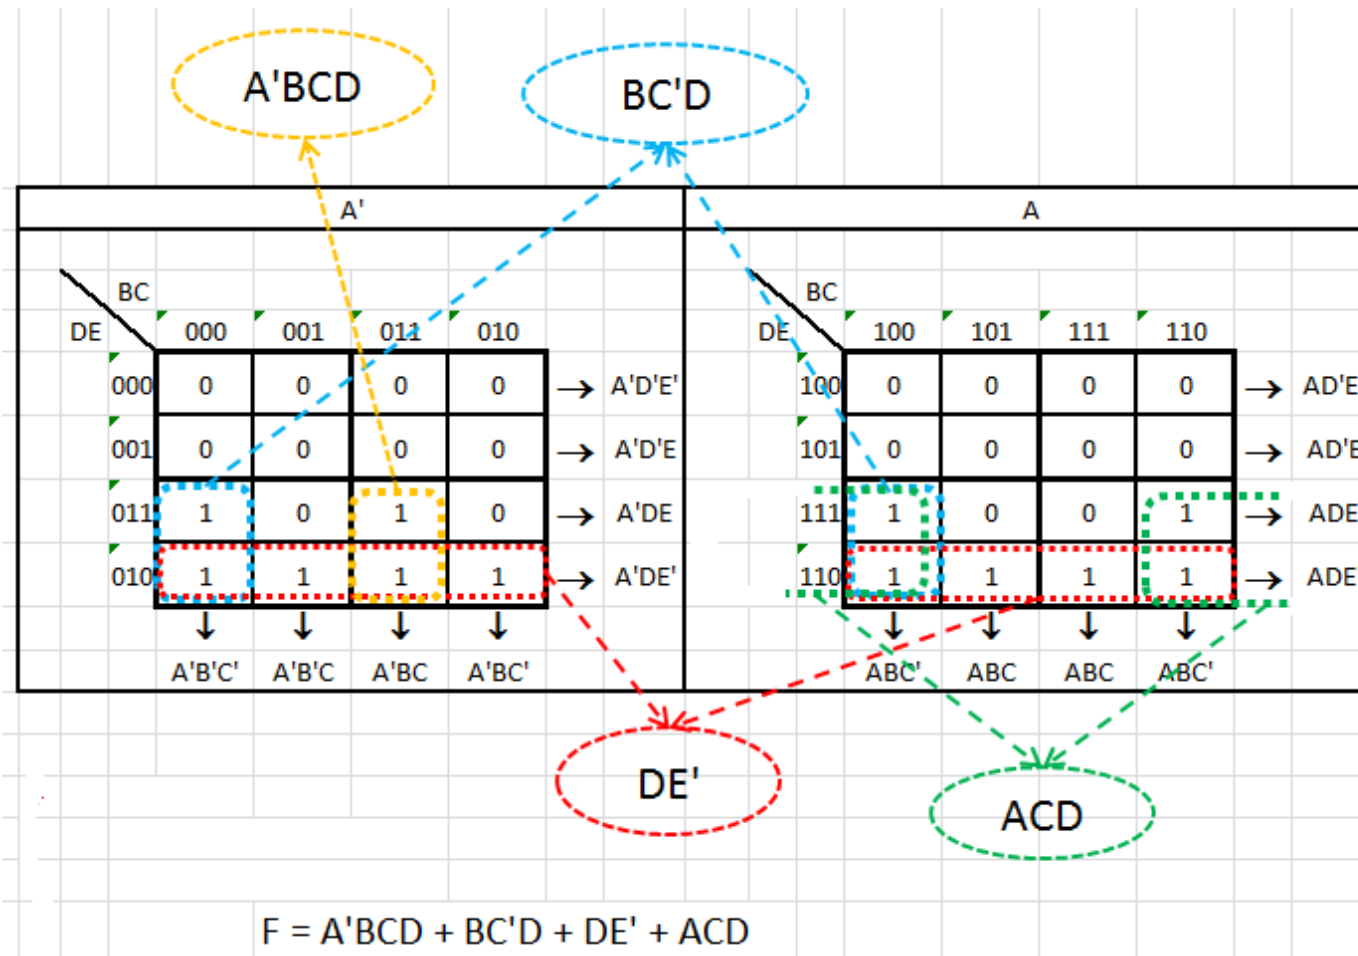 A'BCD BC'D
A' A
BC BC
DE 000 001 011 010 DE 100 101 111 110
000 0 0 0 0 → A'D'E' 100 0 0 0 0 → AD'E
001 0 0 0 0 → A'D'E 101 0 0 0 0 → AD'E
011 1 0 1 0 → A'DE 111 1 0 0 1 → ADE
010 1 1 1 1 → A'DE' 110 1 1 1 1 → ADE
↓ ↓ ↓ ↓ ↓ ↓ ↓ ↓
A'B'C' A'B'C A'BC A'BC' ABC' ABC ABC ABC'
DE' ACD
F = A'BCD + BC'D + DE' + ACD